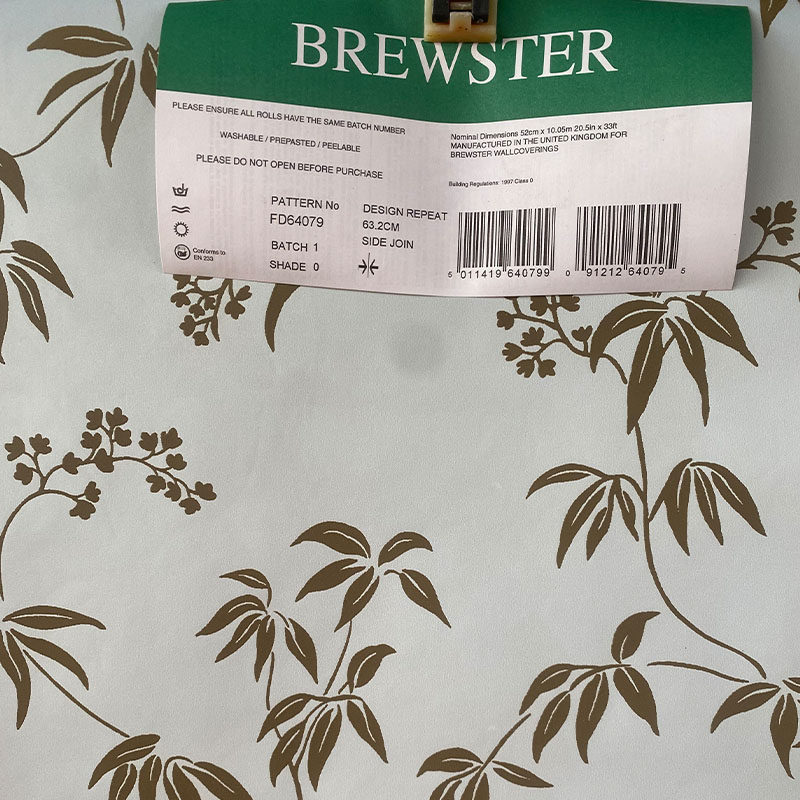 BREWSTER
PLEASE ENSURE ALL ROLLS HAVE THE SAME BATCH NUMBER
WASHABLE / PREPASTED / PEELABLE
PLEASE DO NOT OPEN BEFORE PURCHASE
Nominal Dimensions 52cm x 10.05m 20.5in x 33ft
MANUFACTURED IN THE UNITED KINGDOM FOR
BREWSTER WALLCOVERINGS
Building Regulations: 1997 Class 0
Conforms to
EN 233
PATTERN No
FD64079
BATCH 1
SHADE 0
DESIGN REPEAT
63.2CM
SIDE JOIN
5 011419 640799
0 91212 64079 5